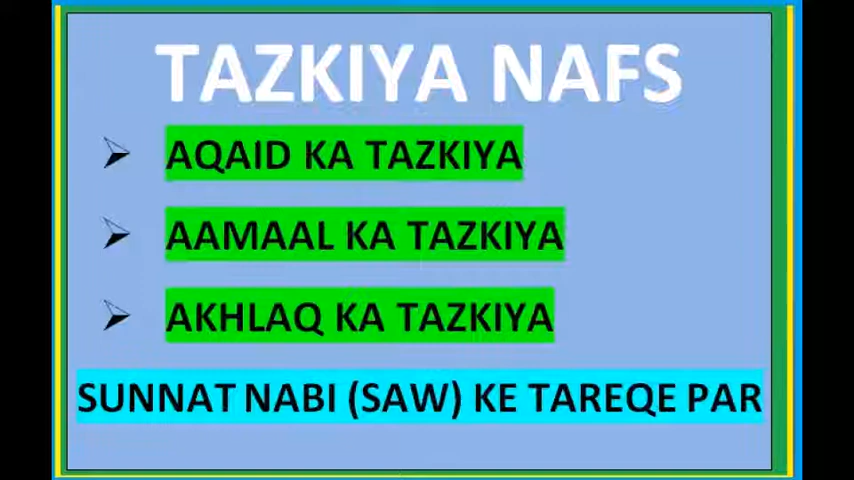 TAZKIYA NAFS
AQAID KA TAZKIYA
AAMAAL KA TAZKIYA
AKHLAQ KA TAZKIYA
SUNNAT NABI (SAW) KE TAREQE PAR